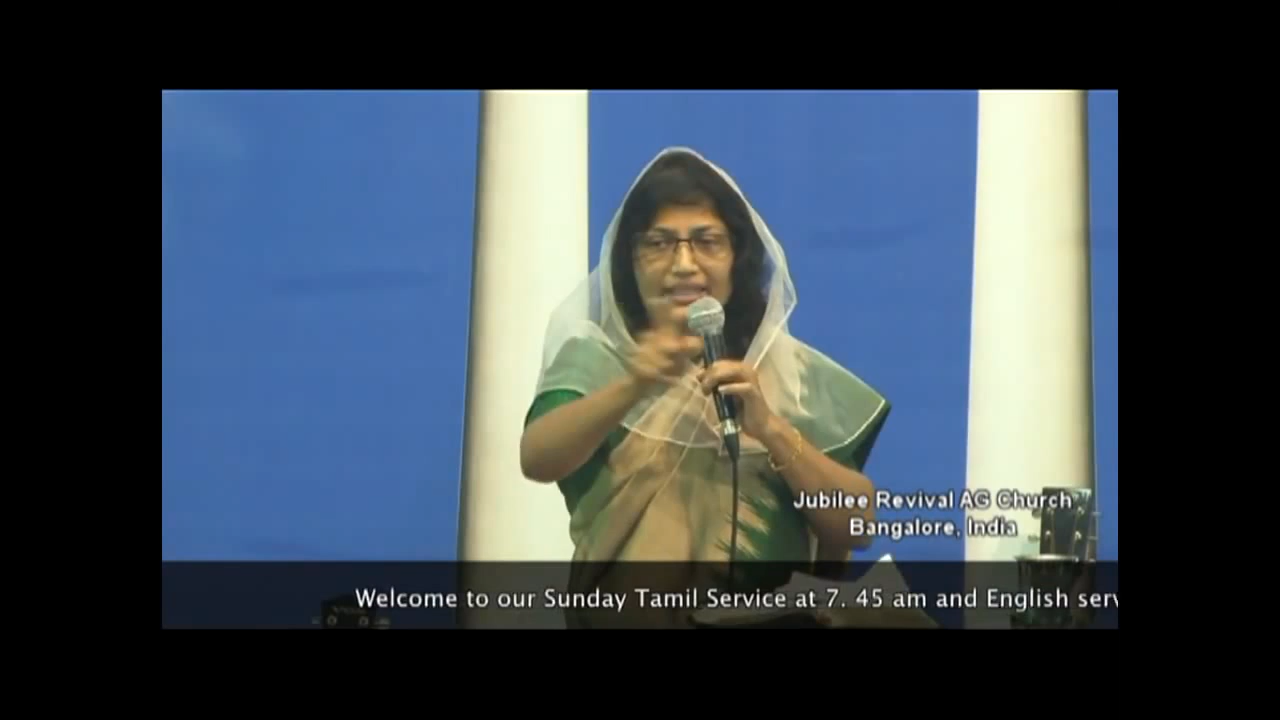 Jubilee Revival AG Church
Bangalore, India
Welcome to our Sunday Tamil Service at 7. 45 am and English serv